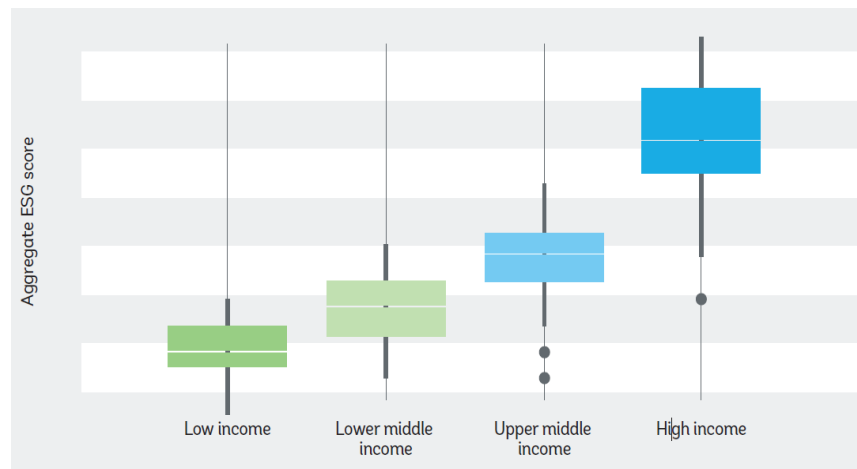 Aggregate ESG score
Low income
Lower middle
income
Upper middle
income
High income